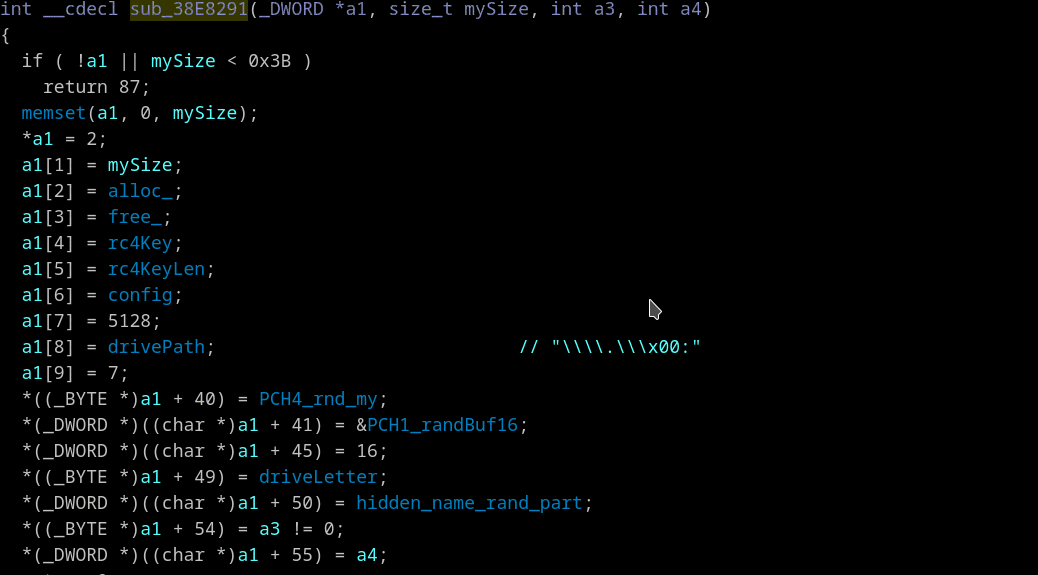 int __cdecl sub_38E8291(_DWORD *a1, size_t mySize, int a3, int a4)
{
  if ( !a1 || mySize < 0x3B )
    return 87;
  memset(a1, 0, mySize);
  *a1 = 2;
  a1[1] = mySize;
  a1[2] = alloc_;
  a1[3] = free_;
  a1[4] = rc4Key;
  a1[5] = rc4KeyLen;
  a1[6] = config;
  a1[7] = 5128;
  a1[8] = drivePath;                            // "\\\\.\\\x00:"
  a1[9] = 7;
  *((_BYTE *)a1 + 40) = PCH4_rnd_my;
  *(_DWORD *)((char *)a1 + 41) = &PCH1_randBuf16;
  *(_DWORD *)((char *)a1 + 45) = 16;
  *((_BYTE *)a1 + 49) = driveLetter;
  *(_DWORD *)((char *)a1 + 50) = hidden_name_rand_part;
  *((_BYTE *)a1 + 54) = a3 != 0;
  *(_DWORD *)((char *)a1 + 55) = a4;